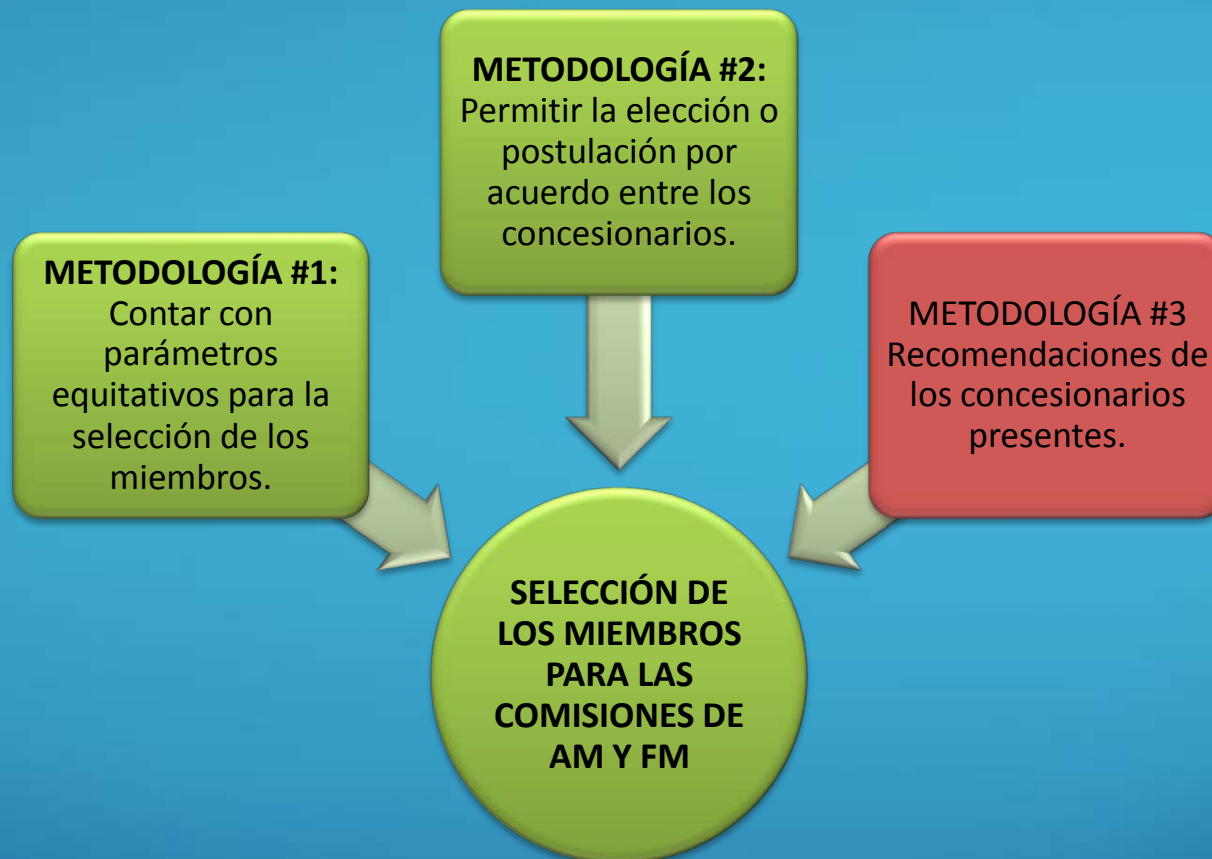 METODOLOGÍA #1:
Contar con
parámetros
equitativos para la
selección de los
miembros.
METODOLOGÍA #2:
Permitir la elección o
postulación por
acuerdo entre los
concesionarios.
METODOLOGÍA #3
Recomendaciones de
los concesionarios
presentes.
SELECCIÓN DE
LOS MIEMBROS
PARA LAS
COMISIONES DE
AM Y FM